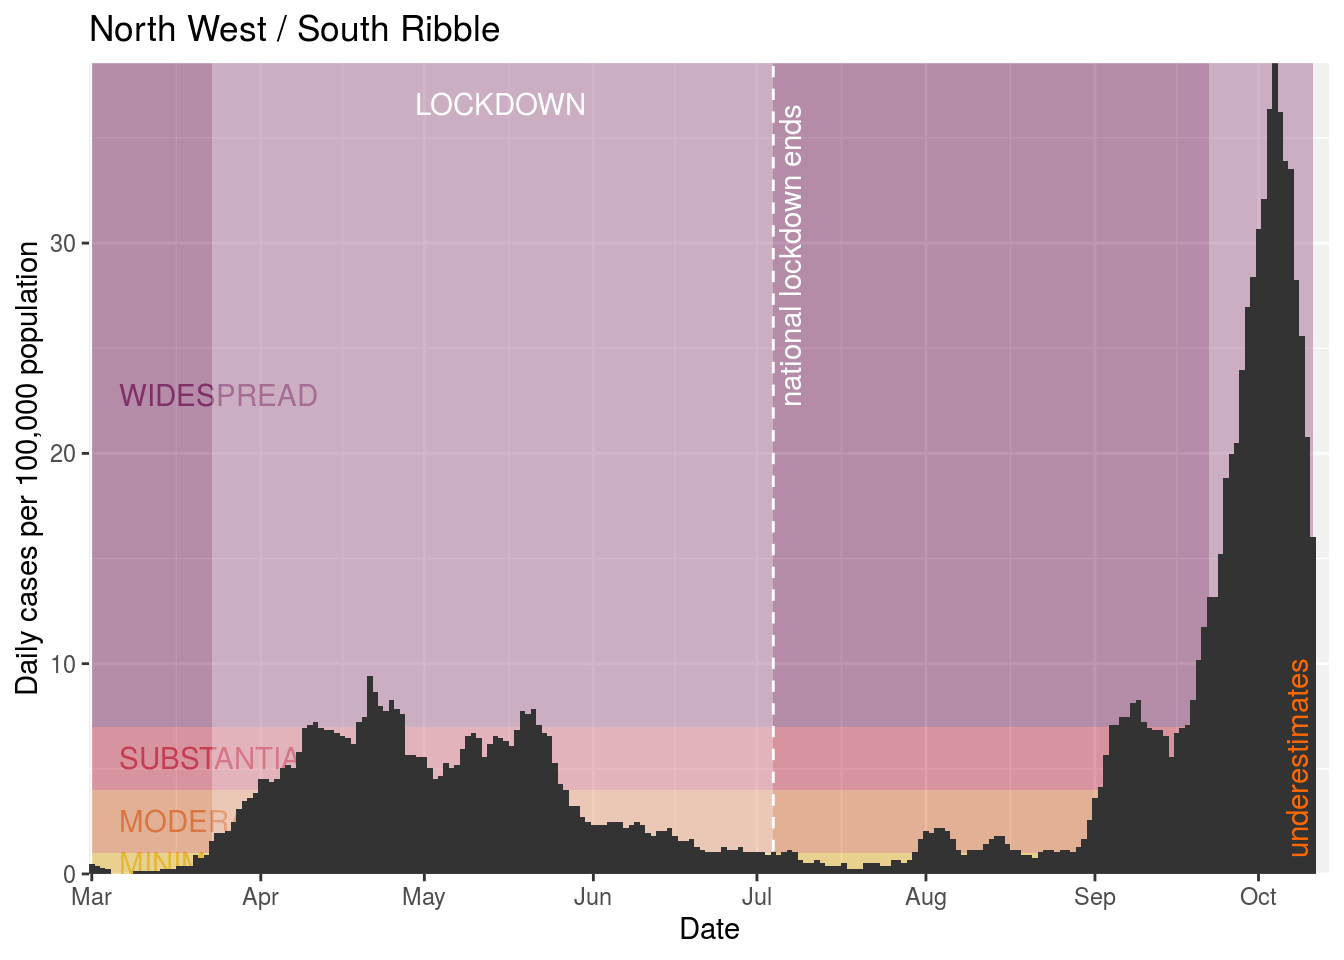 North West / South Ribble
LOCKDOWN
national lockdown ends
WIDESPREAD
SUBSTANTIA
MODER
MINIM
underestimates
Daily cases per 100,000 population
30
20
10
0
Mar Apr May Jun Jul Aug Sep Oct
Date